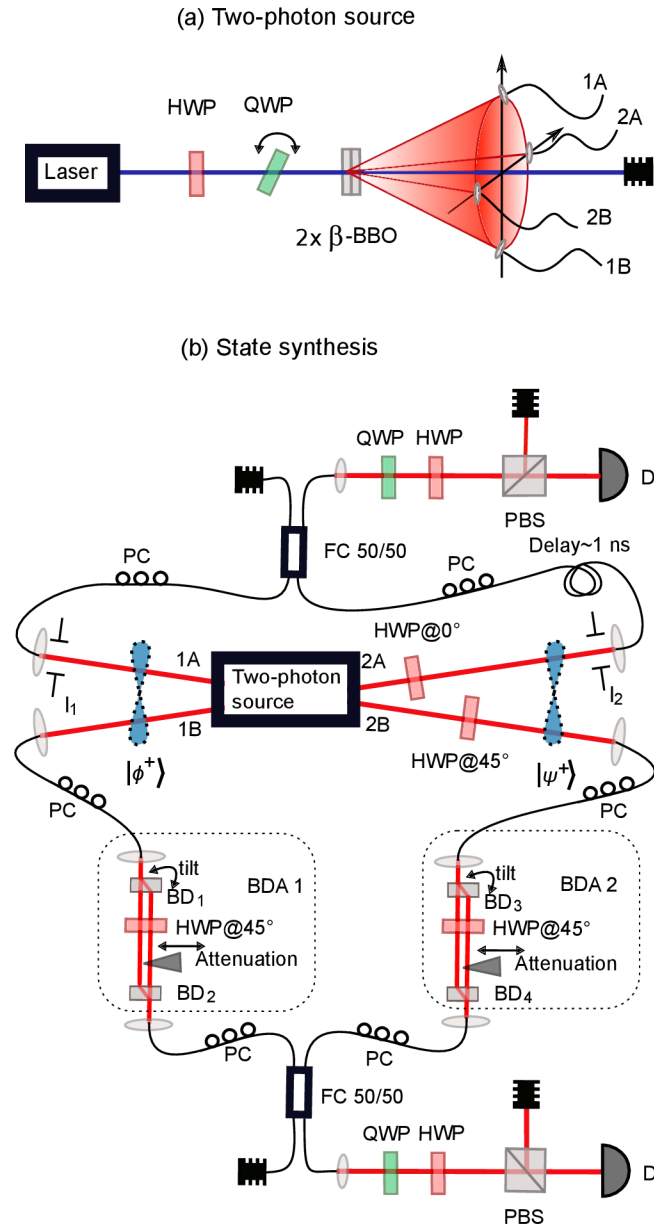 (a) Two-photon source
HWP
QWP
Laser
2x β-BBO
1A
2A
2B
1B
(b) State synthesis
QWP
HWP
D
PBS
FC 50/50
PC
PC
Delay~1 ns
HWP@0°
1A
2A
Two-photon
source
I1
I2
1B
2B
HWP@45°
|ϕ+⟩
|ψ+⟩
PC
PC
tilt
BDA 1
BD1
HWP@45°
Attenuation
BD2
tilt
BDA 2
BD3
HWP@45°
Attenuation
BD4
PC
PC
FC 50/50
QWP
HWP
D
PBS